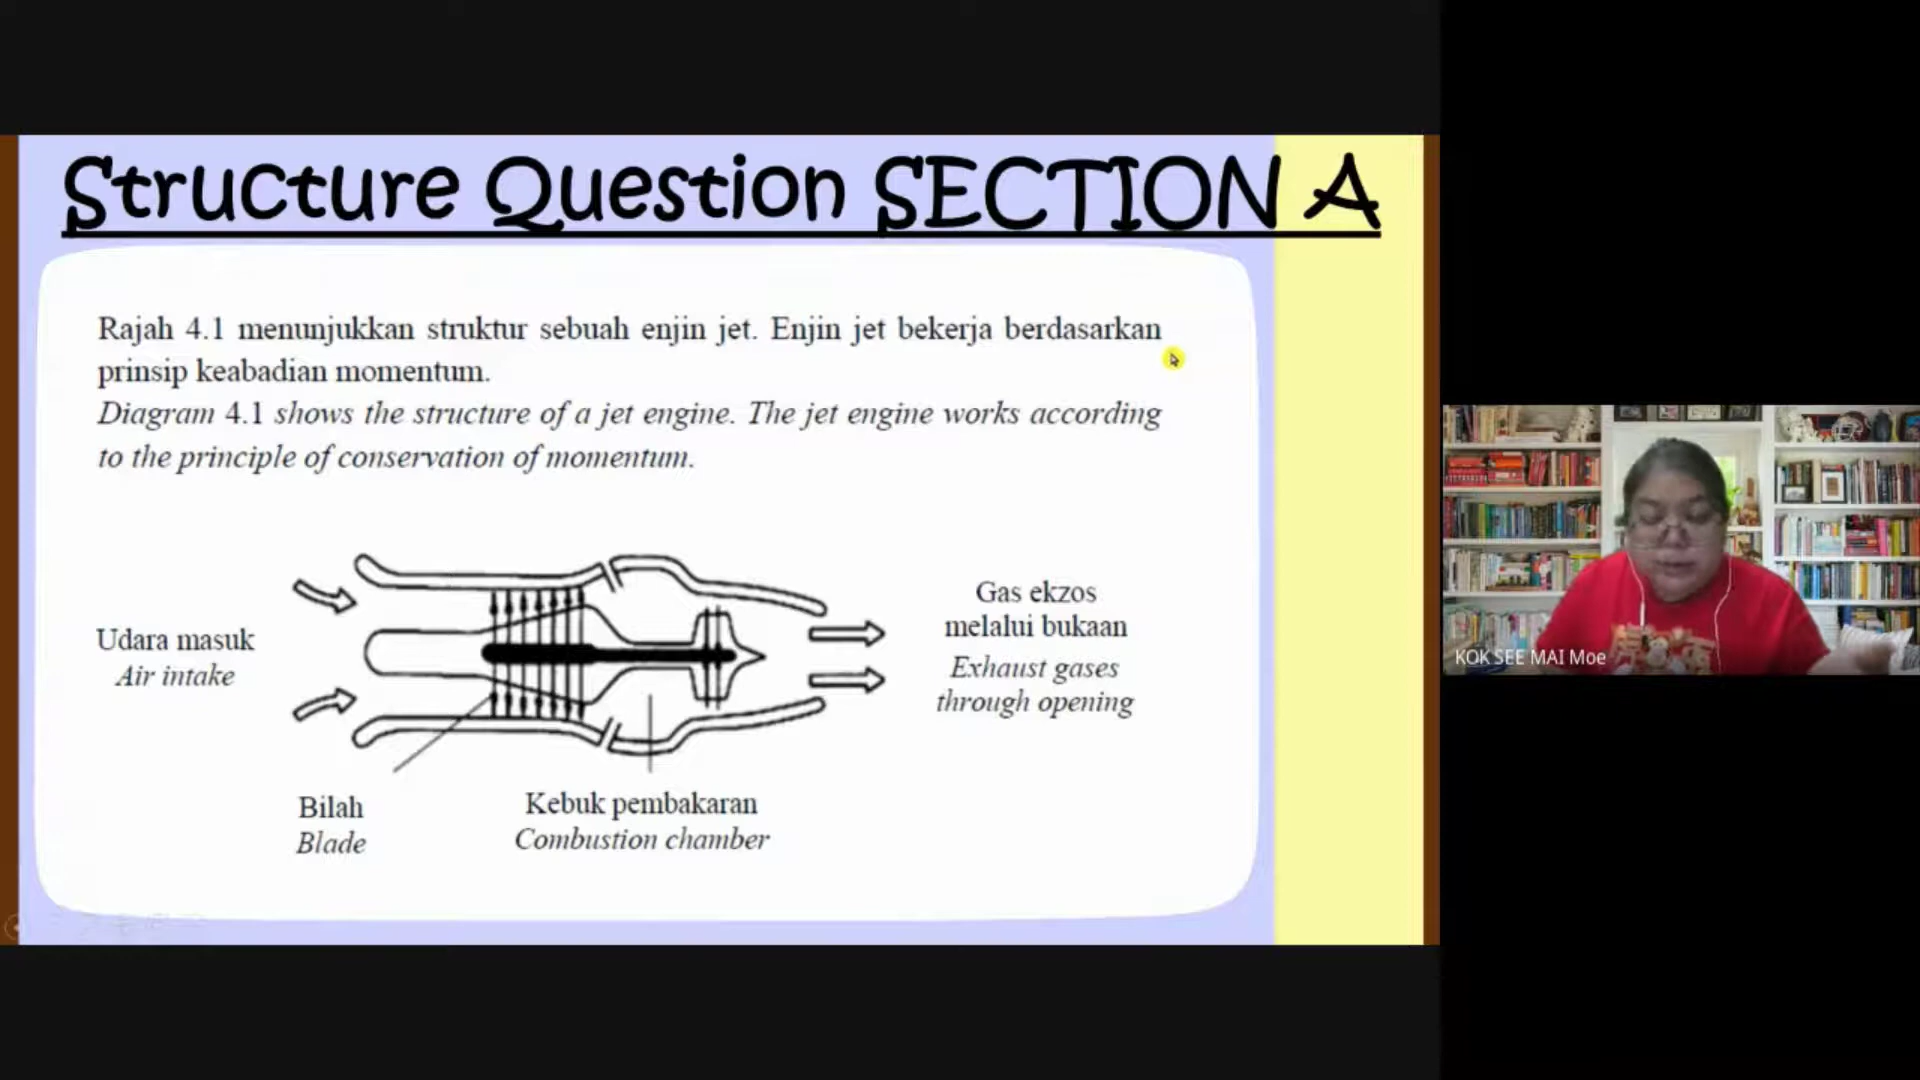 Structure Question SECTION A
Rajah 4.1 menunjukkan struktur sebuah enjin jet. Enjin jet bekerja berdasarkan
prinsip keabadian momentum.
Diagram 4.1 shows the structure of a jet engine. The jet engine works according
to the principle of conservation of momentum.
Udara masuk
Air intake
Gas ekzos
melalui bukaan
Exhaust gases
through opening
Bilah
Blade
Kebuk pembakaran
Combustion chamber
KOK SEE MAI Moe